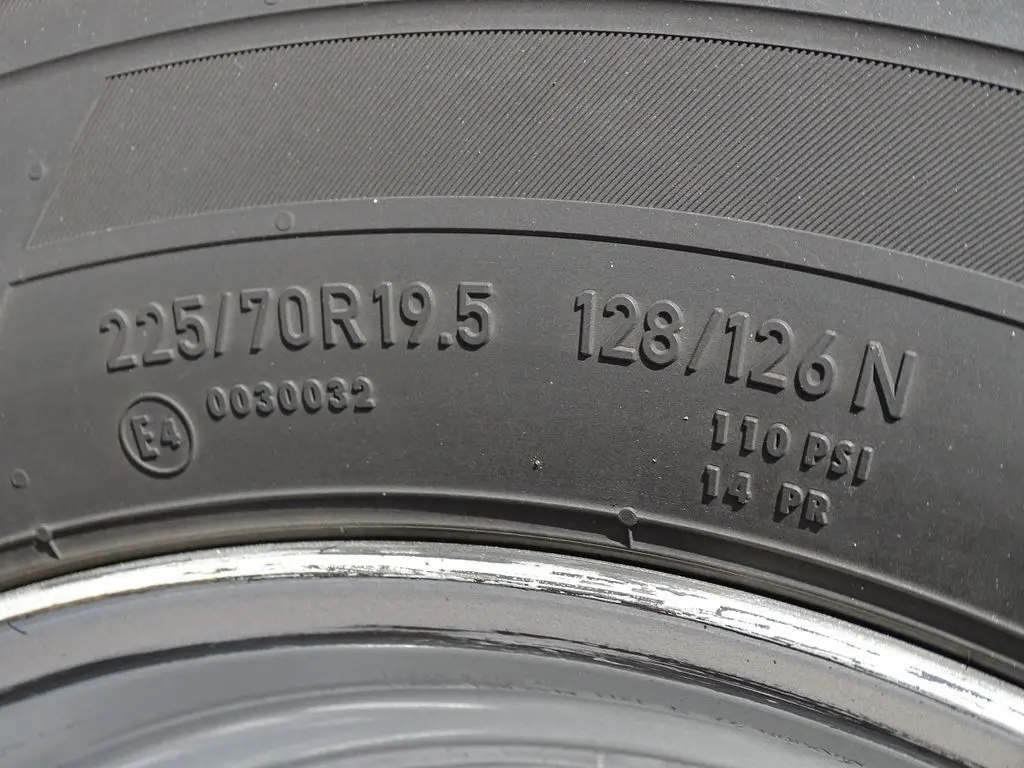 225/70R19.5 128/126 N
E4 0030032
110 PSI
14 PR